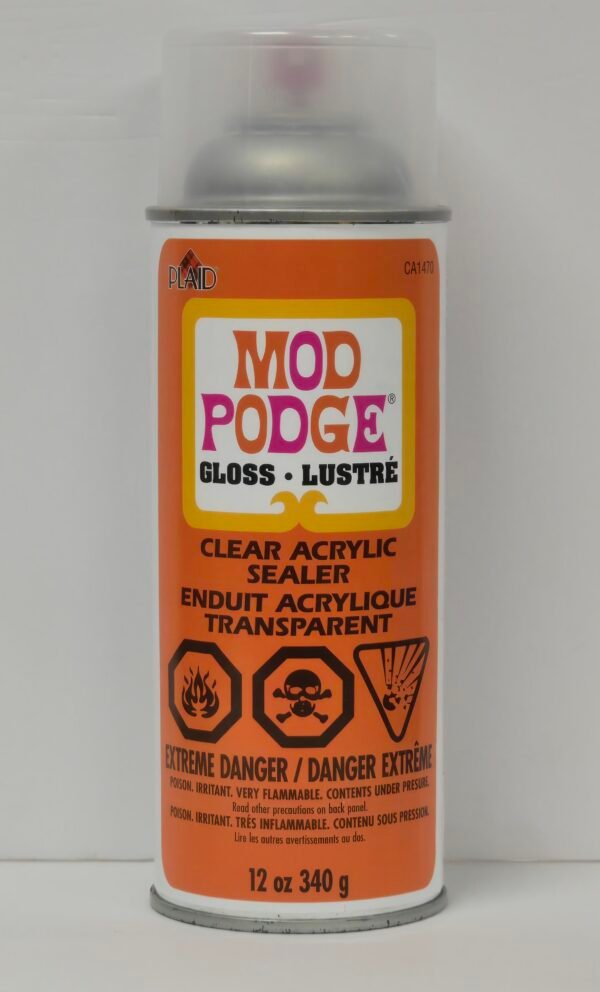 PLAID
CA1470
MOD
PODGE®
GLOSS • LUSTRÉ
CLEAR ACRYLIC
SEALER
ENDUIT ACRYLIQUE
TRANSPARENT
EXTREME DANGER / DANGER EXTRÊME
POISON. IRRITANT. VERY FLAMMABLE. CONTENTS UNDER PRESURE.
Read other precautions on back panel.
POISON. IRRITANT. TRÈS INFLAMMABLE. CONTENU SOUS PRESSION.
Lire les autres avertissements au dos.
12 oz 340 g